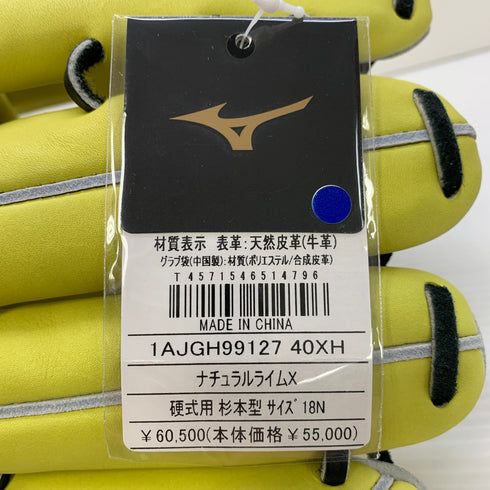 材質表示 表革:天然皮革(牛革)
グラブ袋(中国製):材質(ポリエステル/合成皮革)
T 4571546514796
MADE IN CHINA
1AJGH99127 40XH
ナチュラルライムX
硬式用 杉本型 サイズ 18N
￥60,500(本体価格￥55,000)